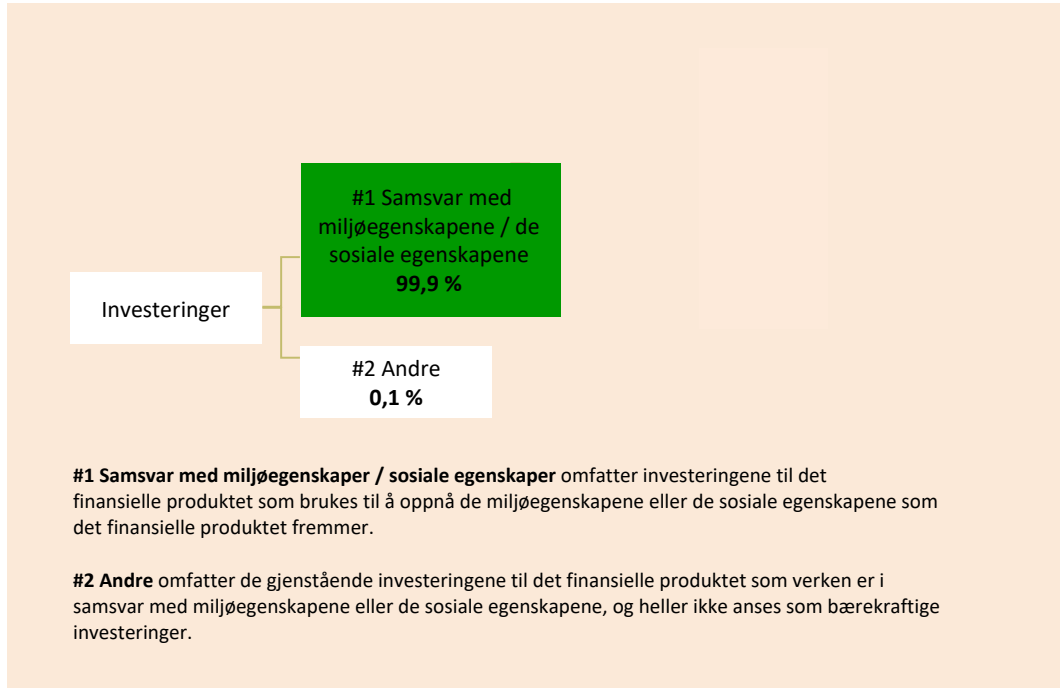 #1 Samsvar med
miljøegenskapene / de
sosiale egenskapene
99,9 %
Investeringer
#2 Andre
0,1 %
#1 Samsvar med miljøegenskaper / sosiale egenskaper omfatter investeringene til det
finansielle produktet som brukes til å oppnå de miljøegenskapene eller de sosiale egenskapene som
det finansielle produktet fremmer.
#2 Andre omfatter de gjenstående investeringene til det finansielle produktet som verken er i
samsvar med miljøegenskapene eller de sosiale egenskapene, og heller ikke anses som bærekraftige
investeringer.